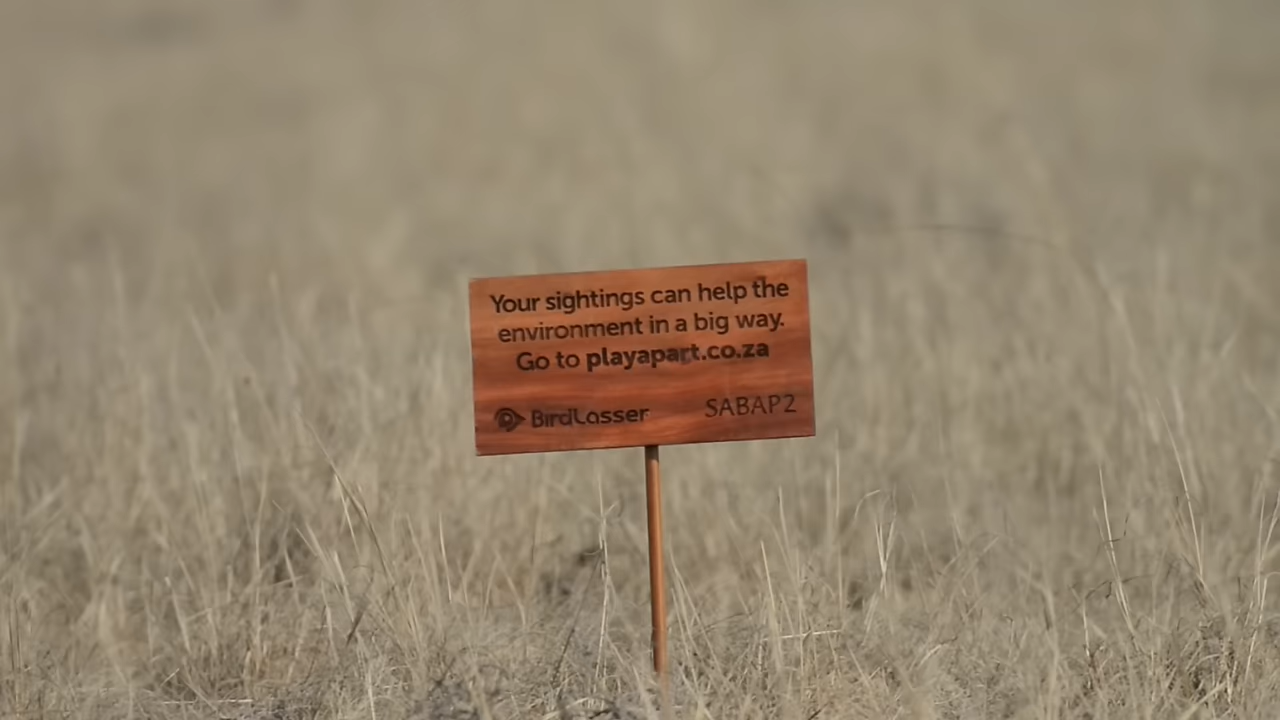 Your sightings can help the
environment in a big way.
Go to playapart.co.za
BirdLasser SABAP2